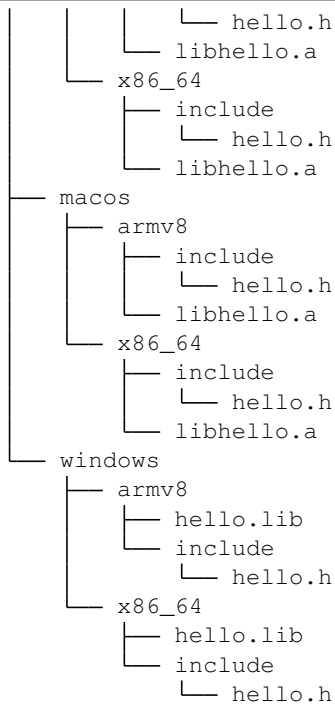 │   │   │   └── hello.h
│   │   └── libhello.a
│   └── x86_64
│       ├── include
│       │   └── hello.h
│       └── libhello.a
├── macos
│   ├── armv8
│   │   ├── include
│   │   │   └── hello.h
│   │   └── libhello.a
│   └── x86_64
│       ├── include
│       │   └── hello.h
│       └── libhello.a
└── windows
    ├── armv8
    │   ├── hello.lib
    │   └── include
    │       └── hello.h
    └── x86_64
        ├── hello.lib
        └── include
            └── hello.h